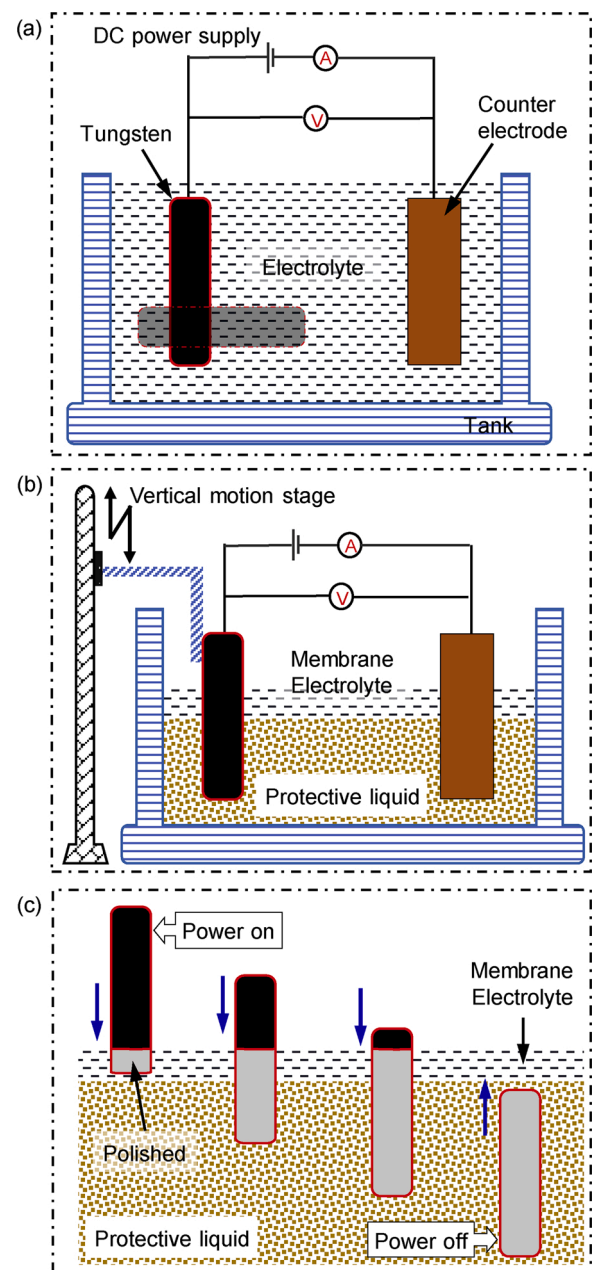 (a)
DC power supply
A
V
Tungsten
Counter
electrode
Electrolyte
Tank
(b)
Vertical motion stage
A
V
Membrane
Electrolyte
Protective liquid
(c)
Power on
Membrane
Electrolyte
Polished
Protective liquid
Power off